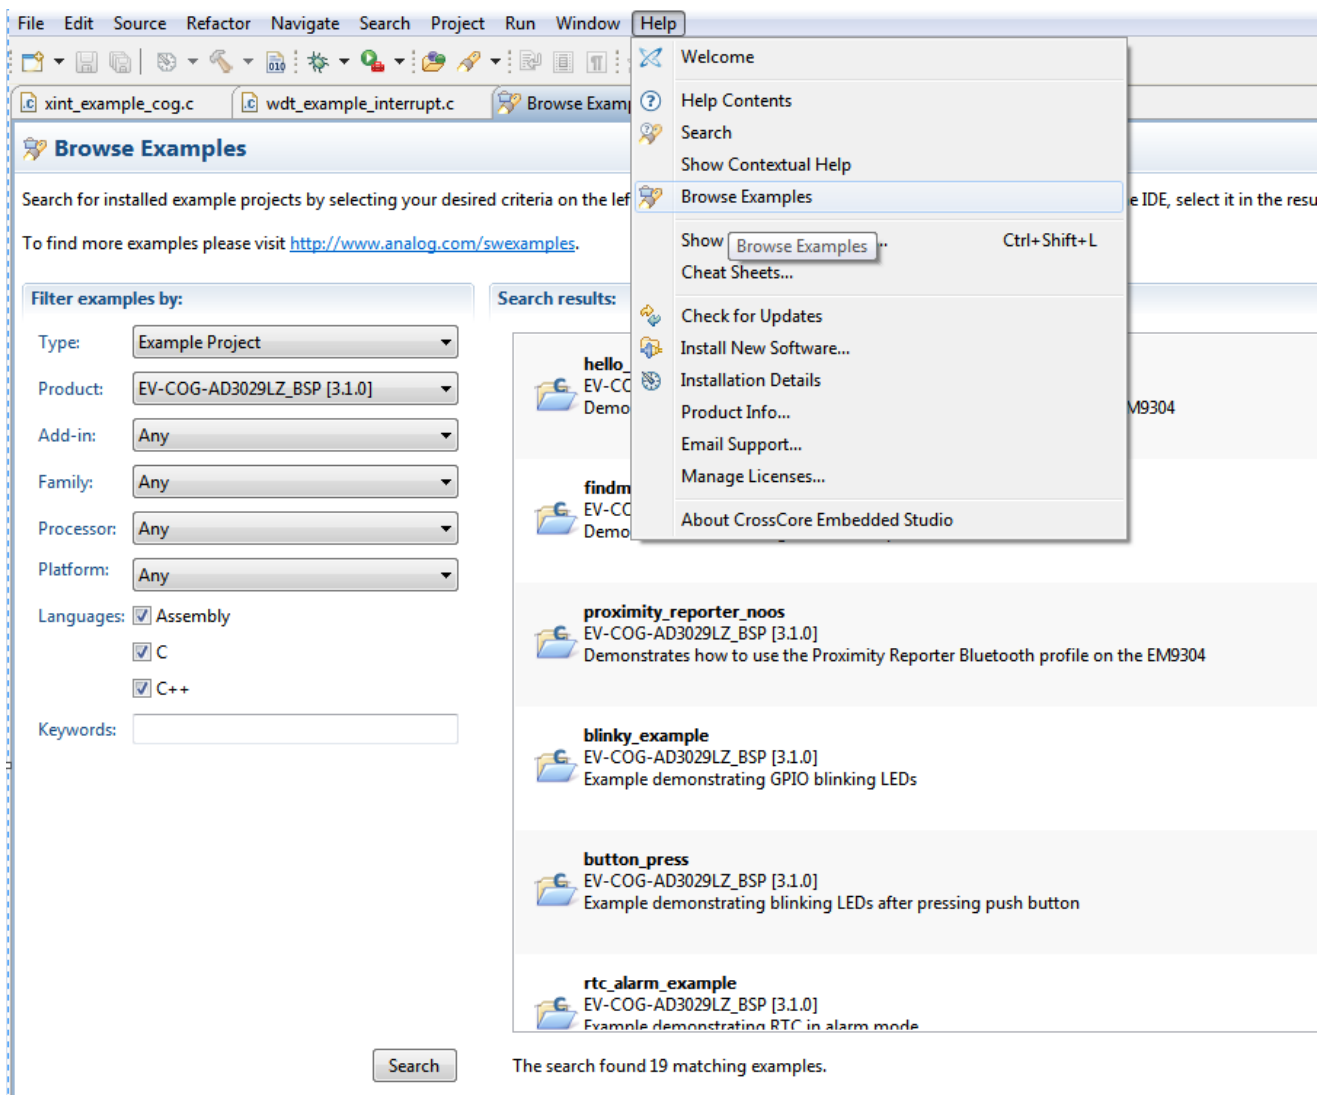 File Edit Source Refactor Navigate Search Project Run Window Help
xint_example_cog.c wdt_example_interrupt.c Browse Examp
Browse Examples
Search for installed example projects by selecting your desired criteria on the lef e IDE, select it in the resu
To find more examples please visit http://www.analog.com/swexamples.
Welcome
Help Contents
Search
Show Contextual Help
Browse Examples
Show ... Ctrl+Shift+L
Browse Examples
Cheat Sheets...
Check for Updates
Install New Software...
Installation Details
Product Info...
Email Support...
Manage Licenses...
About CrossCore Embedded Studio
Filter examples by:
Type: Example Project
Product: EV-COG-AD3029LZ_BSP [3.1.0]
Add-in: Any
Family: Any
Processor: Any
Platform: Any
Languages: Assembly
C
C++
Keywords:
Search
Search results:
hello_
EV-CO
Demo M9304
findm
EV-CO
Demo
proximity_reporter_noos
EV-COG-AD3029LZ_BSP [3.1.0]
Demonstrates how to use the Proximity Reporter Bluetooth profile on the EM9304
blinky_example
EV-COG-AD3029LZ_BSP [3.1.0]
Example demonstrating GPIO blinking LEDs
button_press
EV-COG-AD3029LZ_BSP [3.1.0]
Example demonstrating blinking LEDs after pressing push button
rtc_alarm_example
EV-COG-AD3029LZ_BSP [3.1.0]
Example demonstrating RTC in alarm mode
The search found 19 matching examples.